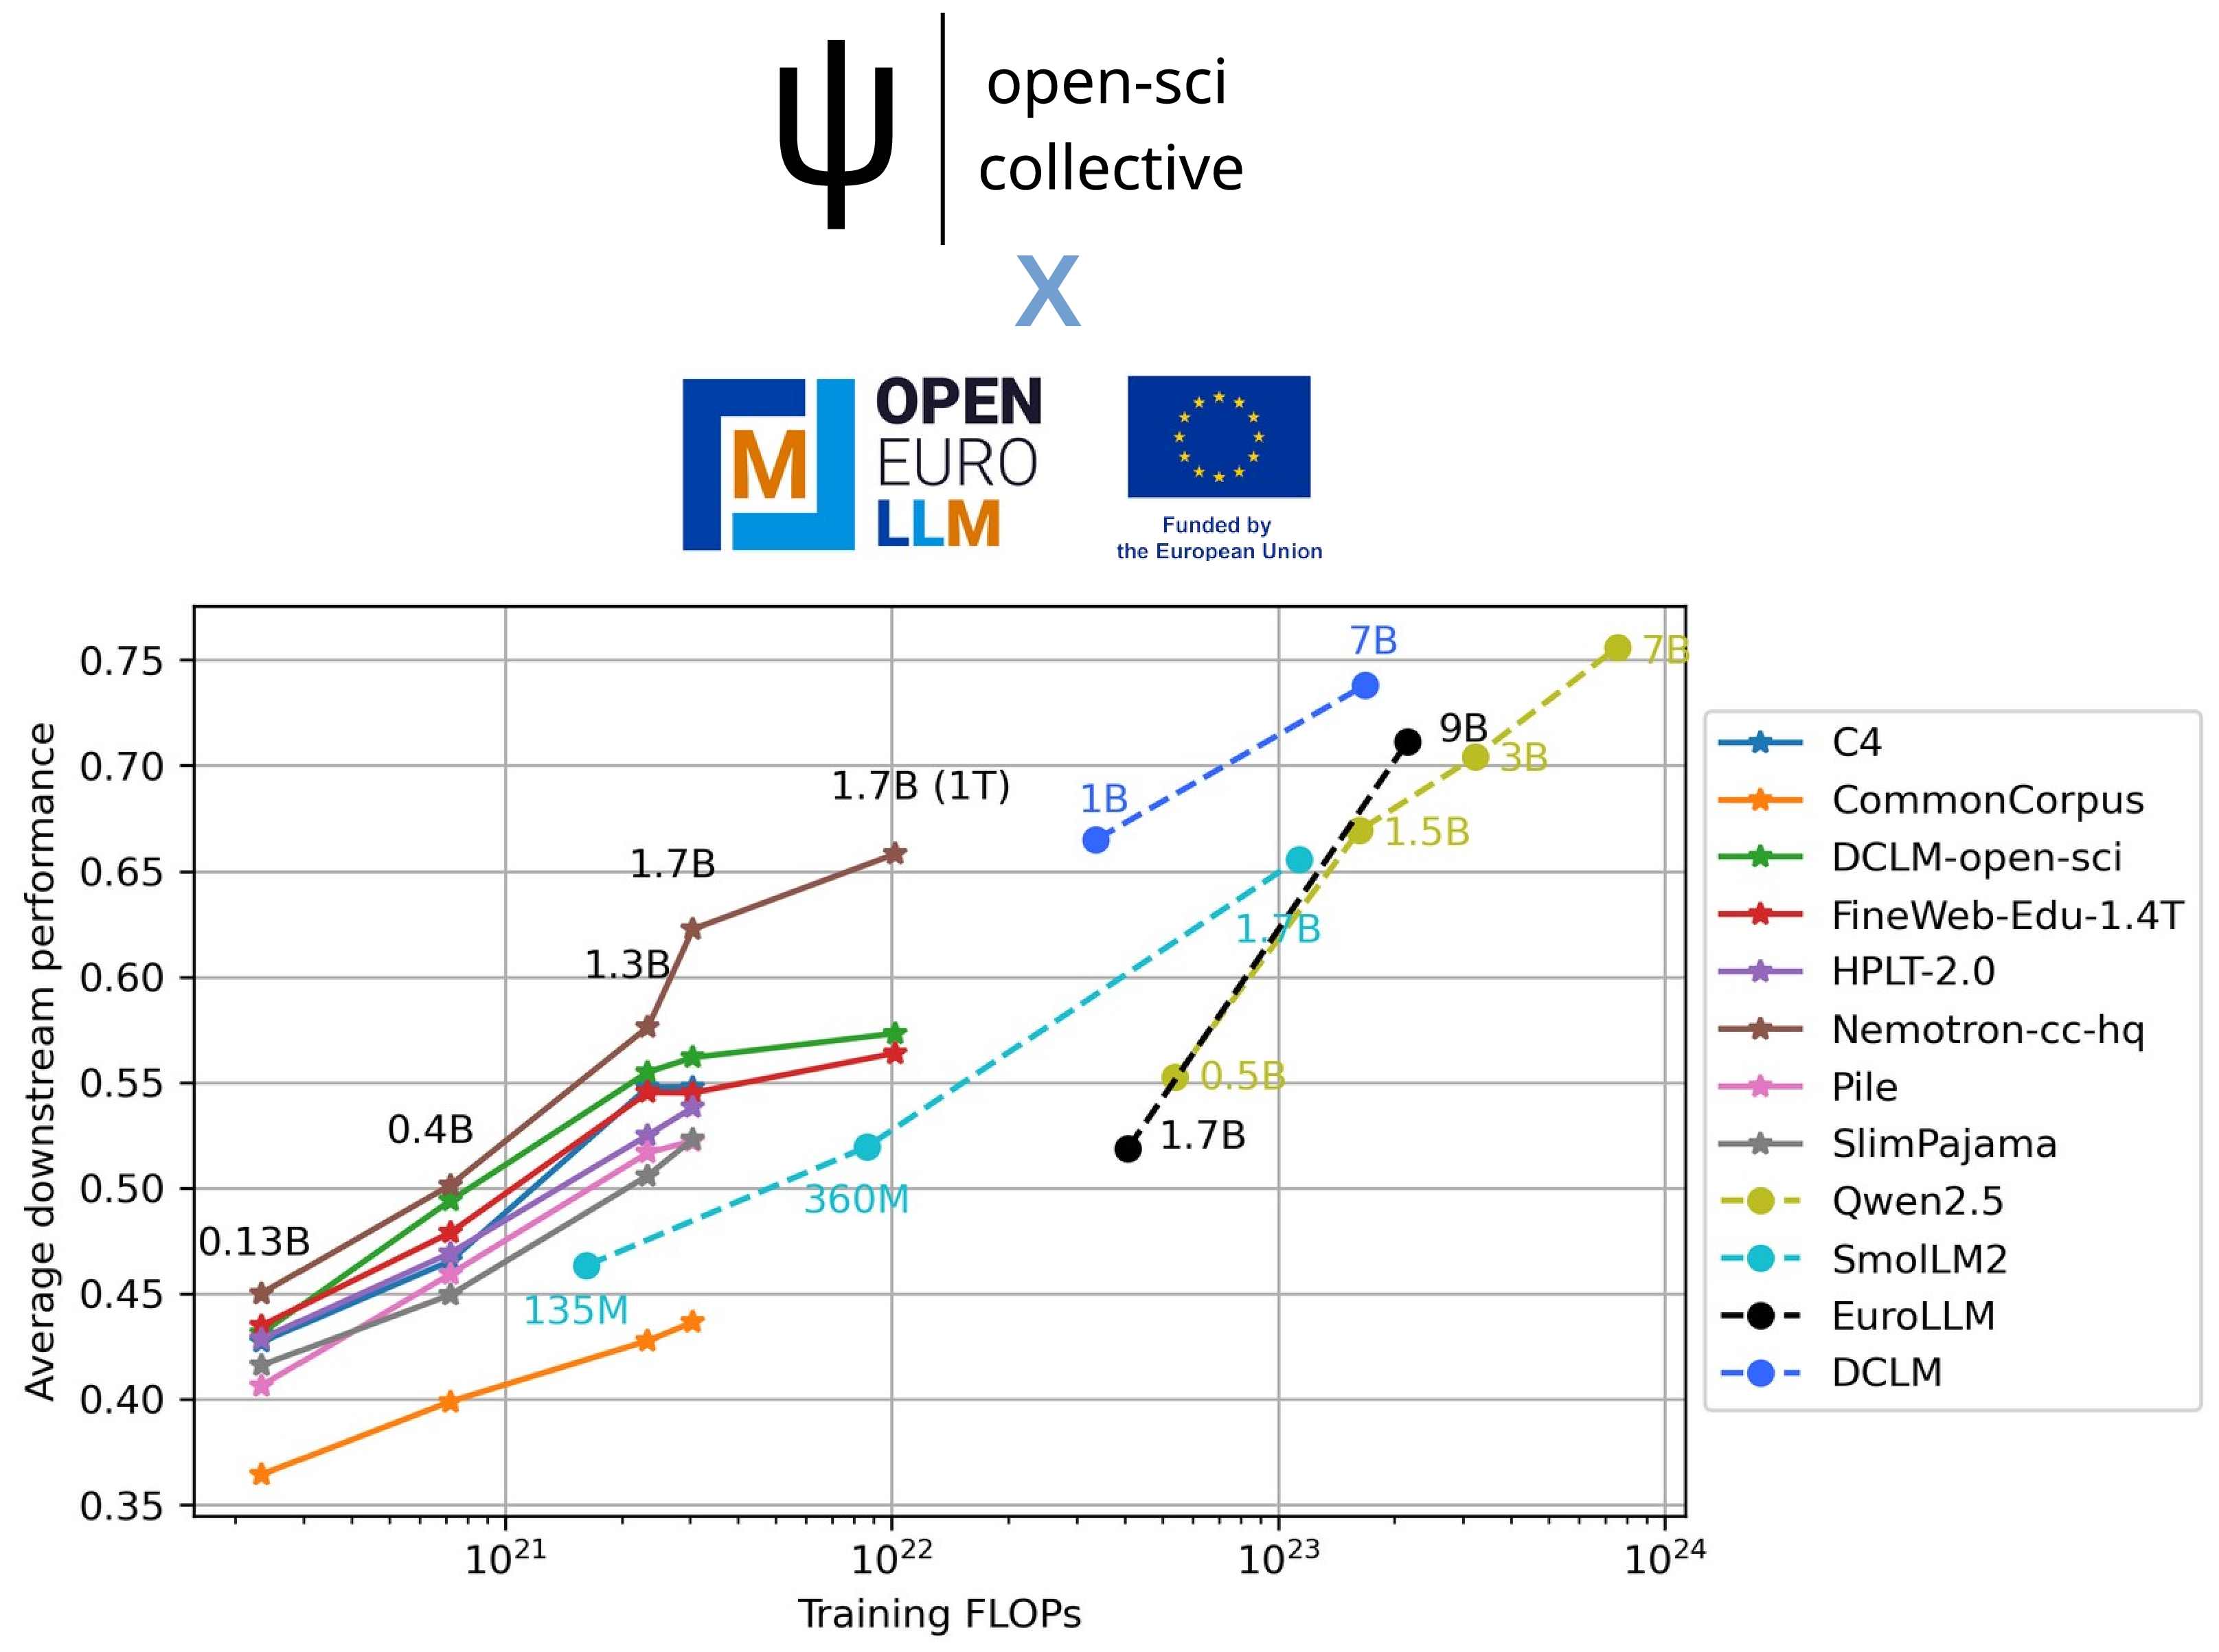 ψ
open-sci
collective
X
M
OPEN
EURO
LLM
Funded by
the European Union
Average downstream performance
0.75
0.70
0.65
0.60
0.55
0.50
0.45
0.40
0.35
7B
7B
9B
3B
1B
1.7B (1T)
1.7B
1.5B
1.3B
1.7B
0.4B
0.5B
1.7B
360M
0.13B
135M
10²¹
10²²
10²³
10²⁴
Training FLOPs
C4
CommonCorpus
DCLM-open-sci
FineWeb-Edu-1.4T
HPLT-2.0
Nemotron-cc-hq
Pile
SlimPajama
Qwen2.5
SmolLM2
EuroLLM
DCLM